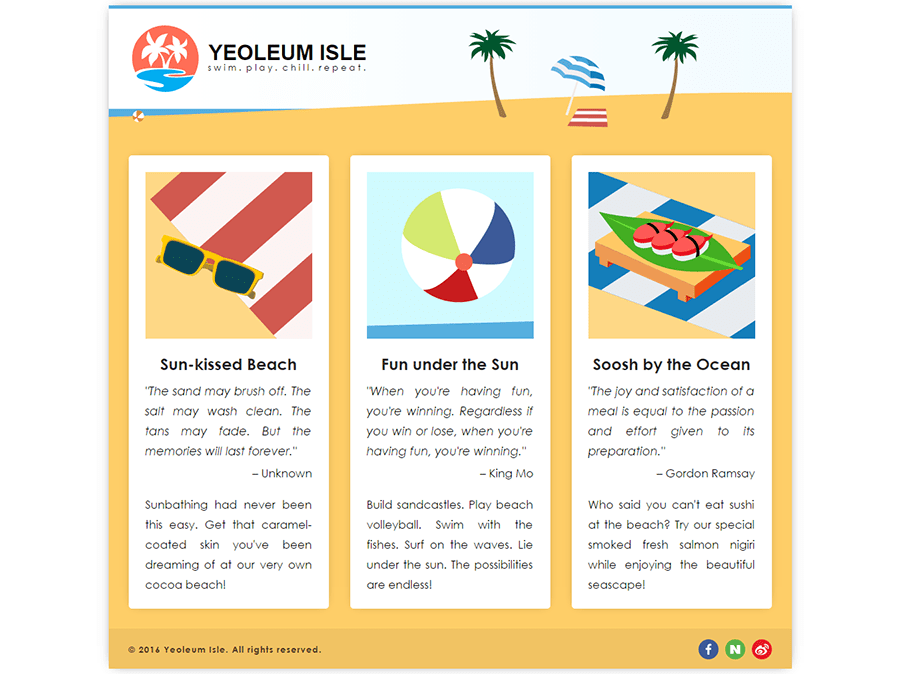 YEOLEUM ISLE
swim. play. chill. repeat.
Sun-kissed Beach
"The sand may brush off. The
salt may wash clean. The
tans may fade. But the
memories will last forever."
– Unknown
Sunbathing had never been
this easy. Get that caramel-
coated skin you've been
dreaming of at our very own
cocoa beach!
Fun under the Sun
"When you're having fun,
you're winning. Regardless if
you win or lose, when you're
having fun, you're winning."
– King Mo
Build sandcastles. Play beach
volleyball. Swim with the
fishes. Surf on the waves. Lie
under the sun. The possibilities
are endless!
Soosh by the Ocean
"The joy and satisfaction of a
meal is equal to the passion
and effort given to its
preparation."
– Gordon Ramsay
Who said you can't eat sushi
at the beach? Try our special
smoked fresh salmon nigiri
while enjoying the beautiful
seascape!
© 2016 Yeoleum Isle. All rights reserved.
f
N